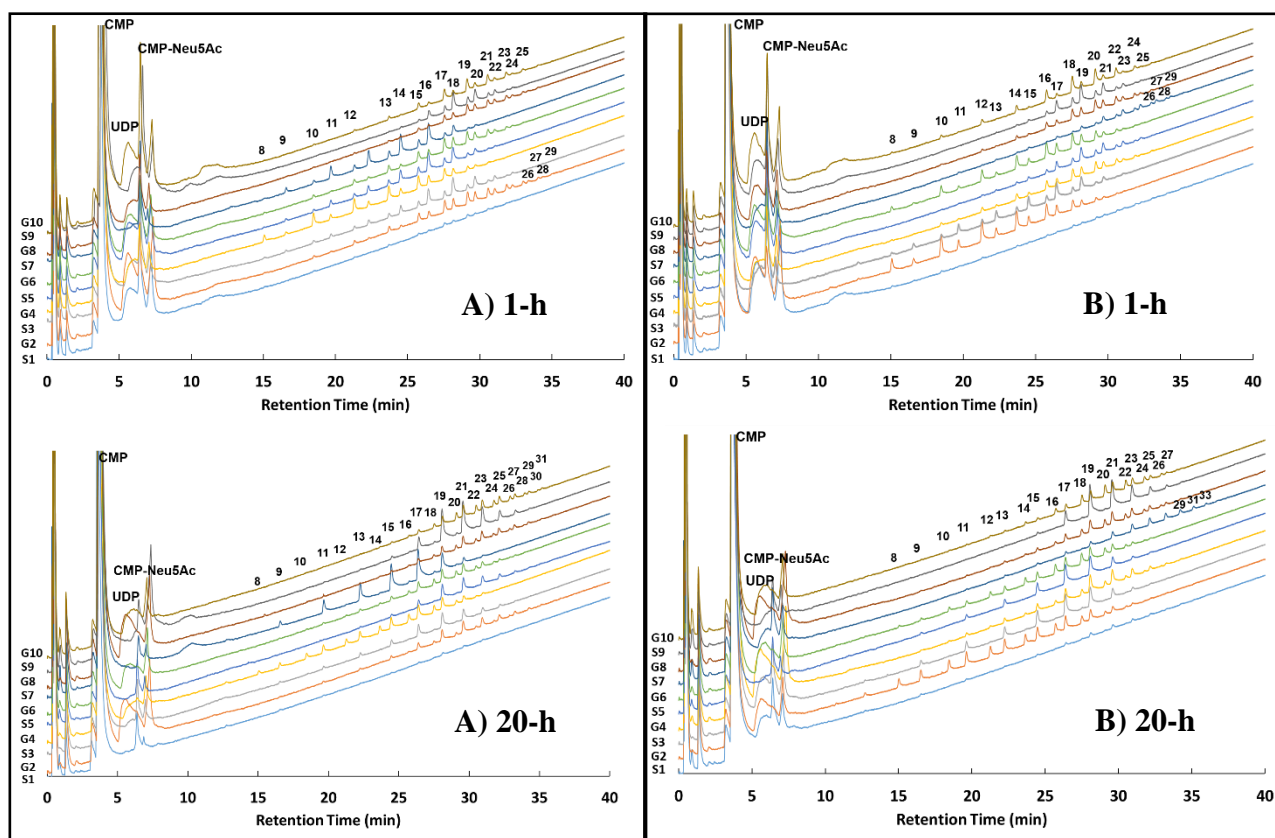 CMP
CMP-Neu5Ac
UDP
8 9 10 11 12 13 14 15 16 17 18 19 20 21 22 23 24 25
26 27 28 29
G10
S9
G8
S7
G6
S5
G4
S3
G2
S1
A) 1-h
0 5 10 15 20 25 30 35 40
Retention Time (min)
CMP
CMP-Neu5Ac
UDP
8 9 10 11 12 13 14 15 16 17 18 19 20 21 22 23 24 25
26 27 28 29
G10
S9
G8
S7
G6
S5
G4
S3
G2
S1
B) 1-h
0 5 10 15 20 25 30 35 40
Retention Time (min)
CMP
CMP-Neu5Ac
UDP
8 9 10 11 12 13 14 15 16 17 18 19 20 21 22 23 24 25 26 27 28 29 30 31
G10
S9
G8
S7
G6
S5
G4
S3
G2
S1
A) 20-h
0 5 10 15 20 25 30 35 40
Retention Time (min)
CMP
CMP-Neu5Ac
UDP
8 9 10 11 12 13 14 15 16 17 18 19 20 21 22 23 24 25 26 27
29 31 33
G10
S9
G8
S7
G6
S5
G4
S3
G2
S1
B) 20-h
0 5 10 15 20 25 30 35 40
Retention Time (min)